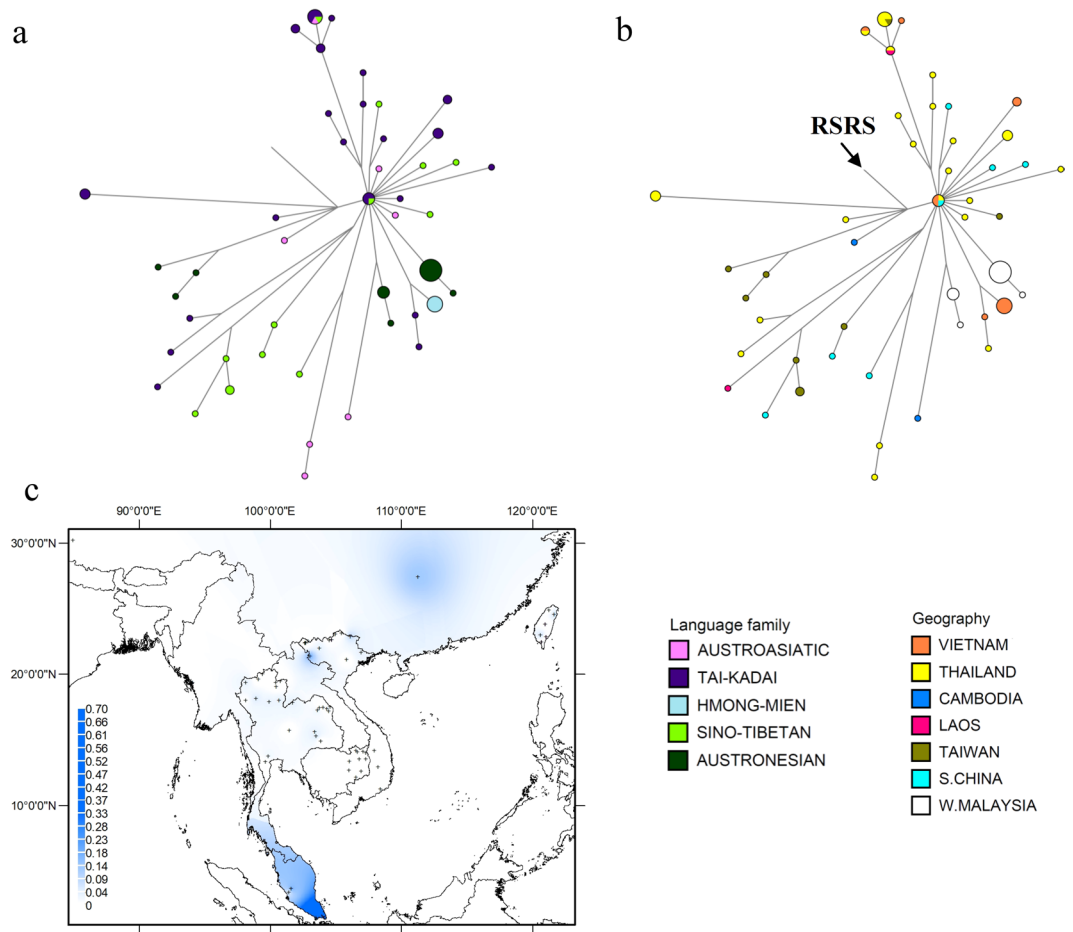 a
b
RSRS
c
90°0'0"E
100°0'0"E
110°0'0"E
120°0'0"E
30°0'0"N
20°0'0"N
10°0'0"N
0.70
0.66
0.61
0.56
0.52
0.47
0.42
0.37
0.33
0.28
0.23
0.18
0.14
0.09
0.04
0
Language family
AUSTROASIATIC
TAI-KADAI
HMONG-MIEN
SINO-TIBETAN
AUSTRONESIAN
Geography
VIETNAM
THAILAND
CAMBODIA
LAOS
TAIWAN
S.CHINA
W.MALAYSIA